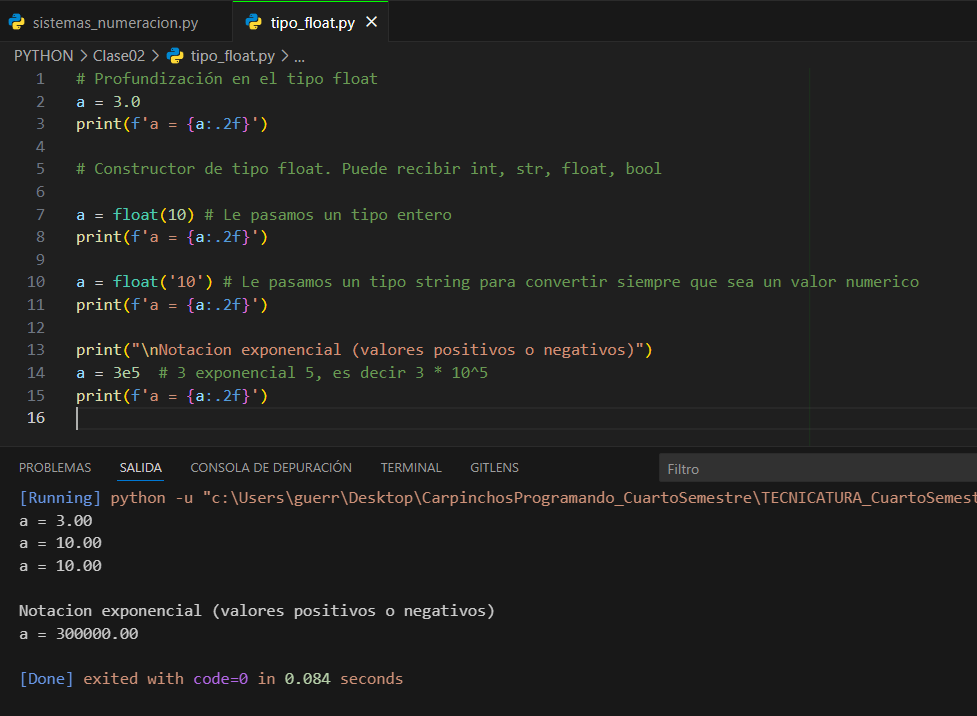 sistemas_numeracion.py tipo_float.py
PYTHON > Clase02 > tipo_float.py > ...
1 # Profundización en el tipo float
2 a = 3.0
3 print(f'a = {a:.2f}')
4
5 # Constructor de tipo float. Puede recibir int, str, float, bool
6
7 a = float(10) # Le pasamos un tipo entero
8 print(f'a = {a:.2f}')
9
10 a = float('10') # Le pasamos un tipo string para convertir siempre que sea un valor numerico
11 print(f'a = {a:.2f}')
12
13 print("\nNotacion exponencial (valores positivos o negativos)")
14 a = 3e5  # 3 exponencial 5, es decir 3 * 10^5
15 print(f'a = {a:.2f}')
16
PROBLEMAS SALIDA CONSOLA DE DEPURACIÓN TERMINAL GITLENS Filtro
[Running] python -u "c:\Users\guerr\Desktop\CarpinchosProgramando_CuartoSemestre\TECNICATURA_CuartoSemest
a = 3.00
a = 10.00
a = 10.00
Notacion exponencial (valores positivos o negativos)
a = 300000.00
[Done] exited with code=0 in 0.084 seconds